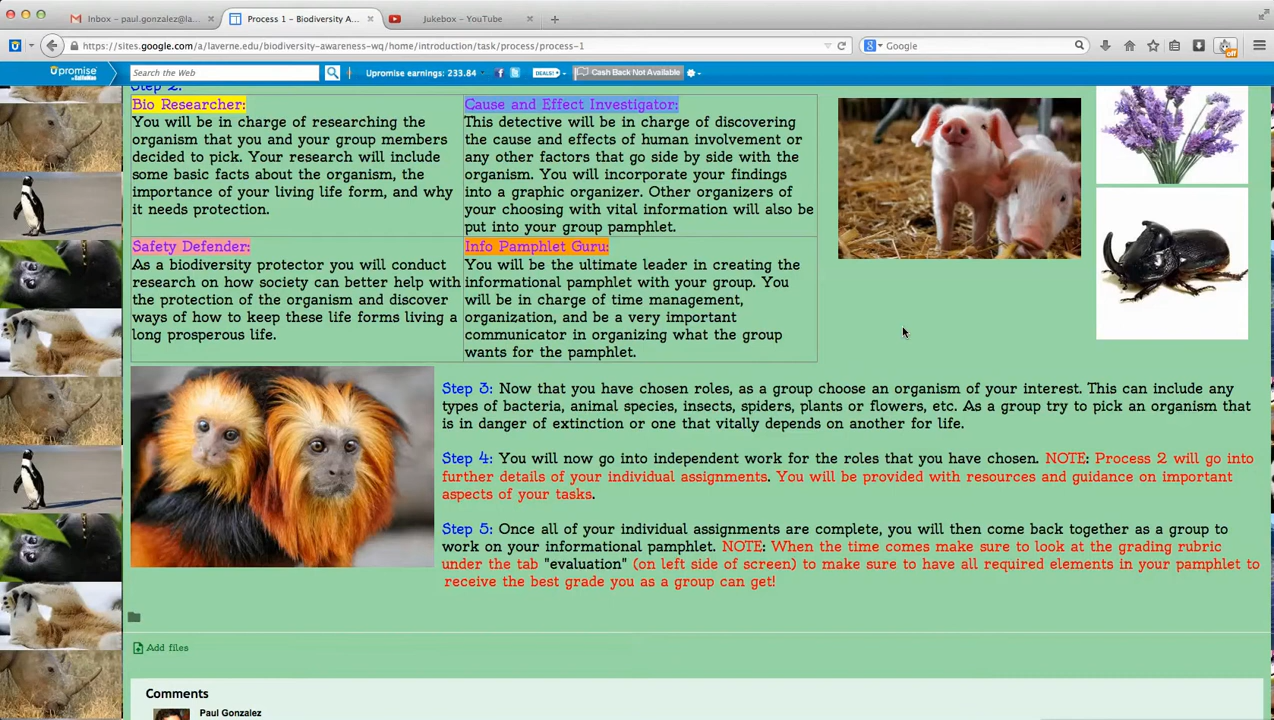 Inbox – paul.gonzalez@la...
Process 1 – Biodiversity A...
Jukebox – YouTube
https://sites.google.com/a/laverne.edu/biodiversity-awareness-wq/home/introduction/task/process/process-1
Google
off
Upromise
Search the Web
Upromise earnings: 233.84
DEALS!
Cash Back Not Available
Step 2:
Bio Researcher:
You will be in charge of researching the
organism that you and your group members
decided to pick. Your research will include
some basic facts about the organism, the
importance of your living life form, and why
it needs protection.
Cause and Effect Investigator:
This detective will be in charge of discovering
the cause and effects of human involvement or
any other factors that go side by side with the
organism. You will incorporate your findings
into a graphic organizer. Other organizers of
your choosing with vital information will also be
put into your group pamphlet.
Safety Defender:
As a biodiversity protector you will conduct
research on how society can better help with
the protection of the organism and discover
ways of how to keep these life forms living a
long prosperous life.
Info Pamphlet Guru:
You will be the ultimate leader in creating the
informational pamphlet with your group. You
will be in charge of time management,
organization, and be a very important
communicator in organizing what the group
wants for the pamphlet.
Step 3: Now that you have chosen roles, as a group choose an organism of your interest. This can include any
types of bacteria, animal species, insects, spiders, plants or flowers, etc. As a group try to pick an organism that
is in danger of extinction or one that vitally depends on another for life.
Step 4: You will now go into independent work for the roles that you have chosen. NOTE: Process 2 will go into
further details of your individual assignments. You will be provided with resources and guidance on important
aspects of your tasks.
Step 5: Once all of your individual assignments are complete, you will then come back together as a group to
work on your informational pamphlet. NOTE: When the time comes make sure to look at the grading rubric
under the tab "evaluation" (on left side of screen) to make sure to have all required elements in your pamphlet to
receive the best grade you as a group can get!
Add files
Comments
Paul Gonzalez